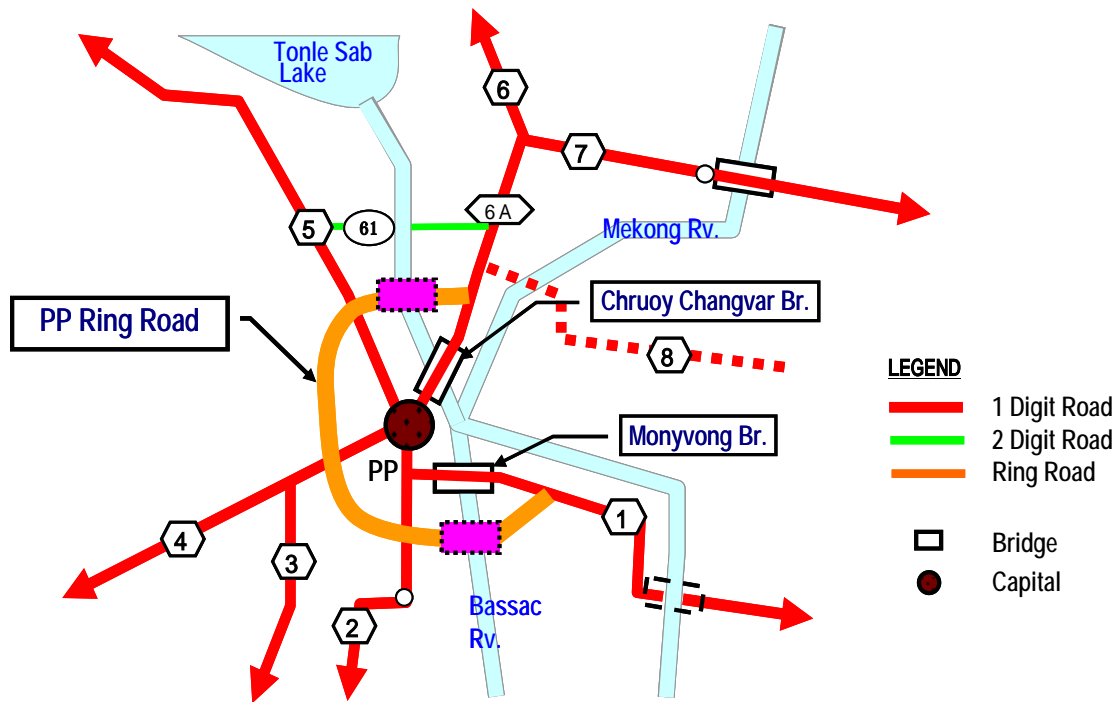 Tonle Sab
Lake
6
7
5
61
6 A
Mekong Rv.
PP Ring Road
Chruoy Changvar Br.
8
LEGEND
1 Digit Road
2 Digit Road
Ring Road
Monyvong Br.
PP
1
4
3
2
Bassac
Rv.
Bridge
Capital